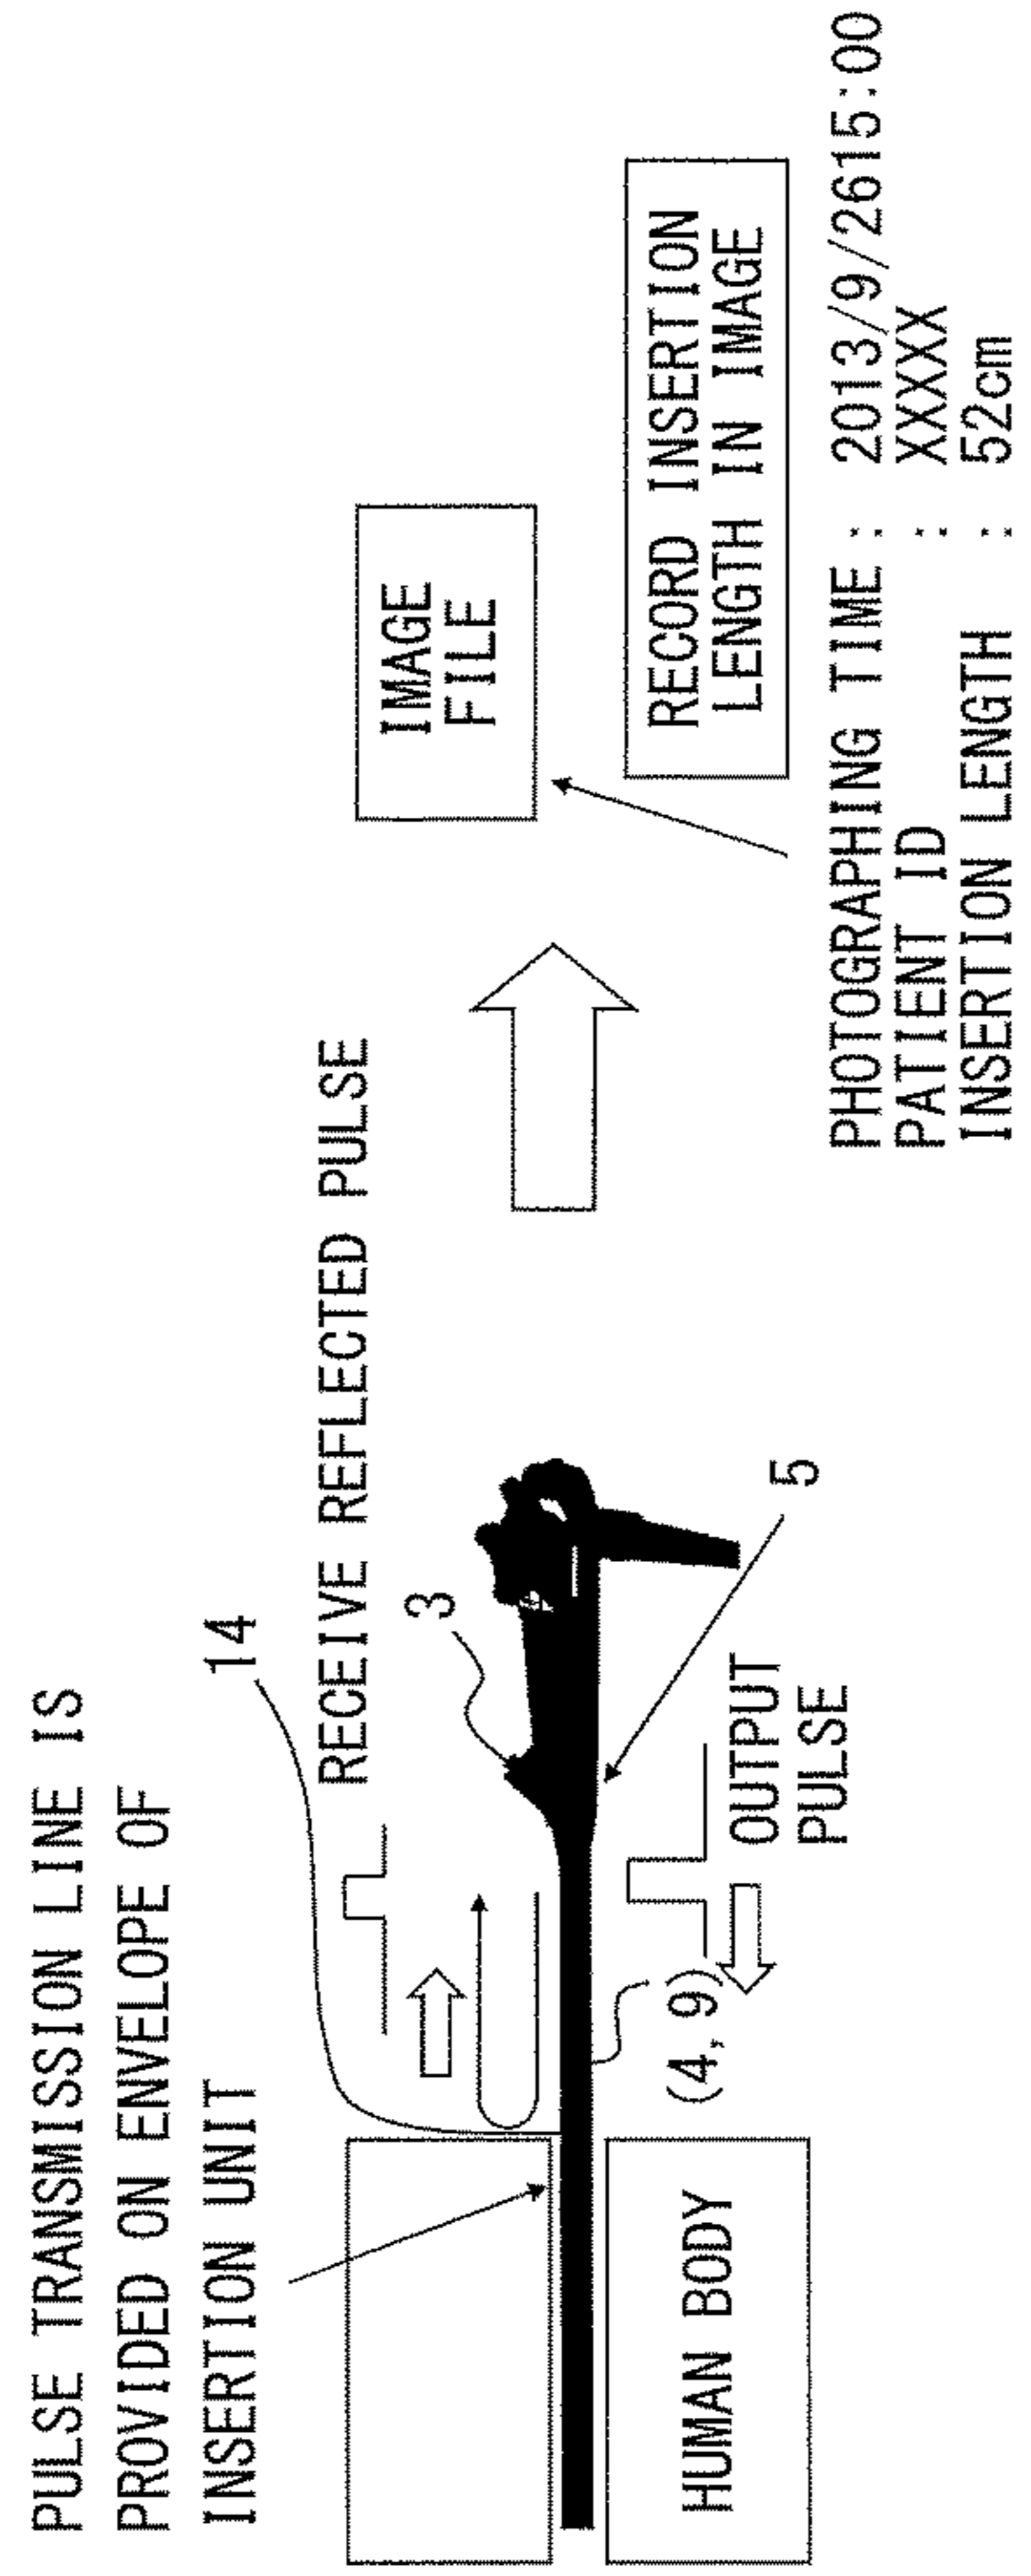 PULSE TRANSMISSION LINE IS
PROVIDED ON ENVELOPE OF
INSERTION UNIT
14
RECEIVE REFLECTED PULSE
3
5
(4, 9)
OUTPUT
PULSE
HUMAN BODY
IMAGE
FILE
RECORD INSERTION
LENGTH IN IMAGE
PHOTOGRAPHING TIME : 2013/9/2615:00
PATIENT ID : XXXXX
INSERTION LENGTH : 52cm